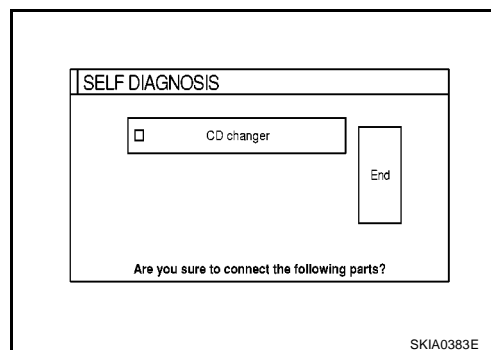 SELF DIAGNOSIS
CD changer
End
Are you sure to connect the following parts?
SKIA0383E